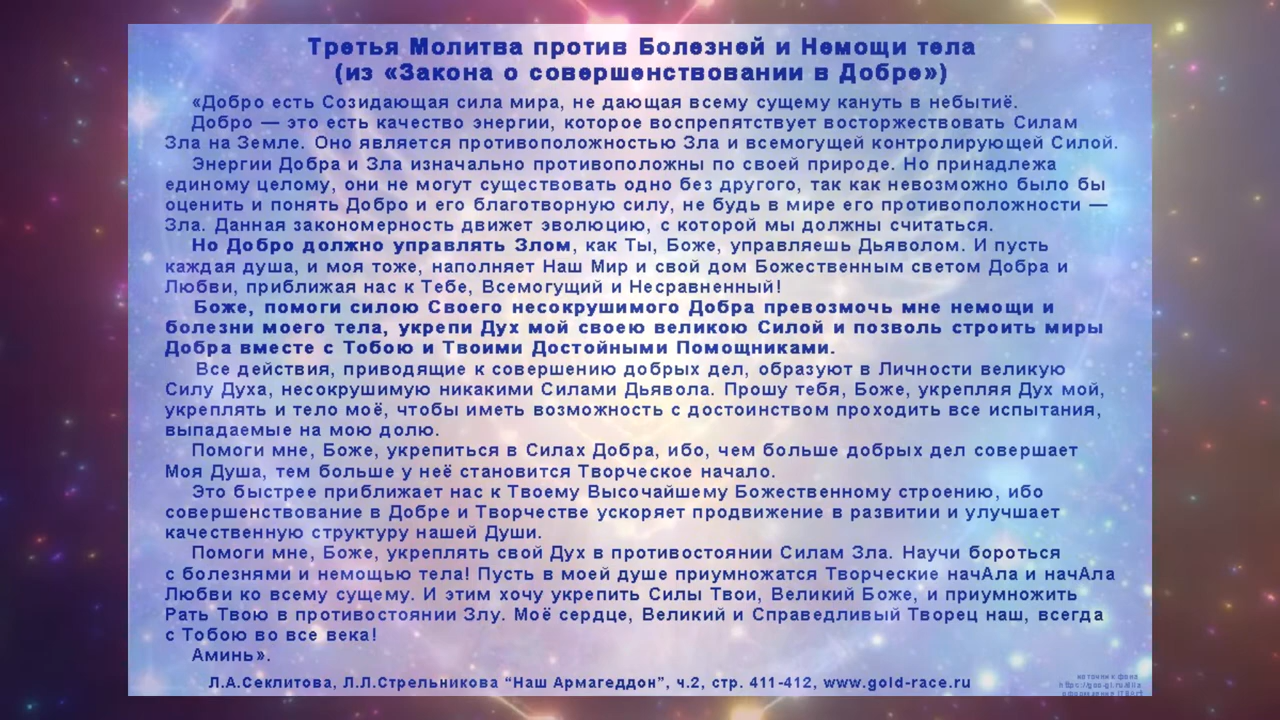 Третья Молитва против Болезней и Немощи тела
(из «Закона о совершенствовании в Добре»)
«Добро есть Созидающая сила мира, не дающая всему сущему кануть в небытиё.
Добро — это есть качество энергии, которое воспрепятствует восторжествовать Силам
Зла на Земле. Оно является противоположностью Зла и всемогущей контролирующей Силой.
Энергии Добра и Зла изначально противоположны по своей природе. Но принадлежа
единому целому, они не могут существовать одно без другого, так как невозможно было бы
оценить и понять Добро и его благотворную силу, не будь в мире его противоположности —
Зла. Данная закономерность движет эволюцию, с которой мы должны считаться.
Но Добро должно управлять Злом, как Ты, Боже, управляешь Дьяволом. И пусть
каждая душа, и моя тоже, наполняет Наш Мир и свой дом Божественным светом Добра и
Любви, приближая нас к Тебе, Всемогущий и Несравненный!
Боже, помоги силою Своего несокрушимого Добра превозмочь мне немощи и
болезни моего тела, укрепи Дух мой своею великою Силой и позволь строить миры
Добра вместе с Тобою и Твоими Достойными Помощниками.
Все действия, приводящие к совершению добрых дел, образуют в Личности великую
Силу Духа, несокрушимую никакими Силами Дьявола. Прошу тебя, Боже, укрепляя Дух мой,
укреплять и тело моё, чтобы иметь возможность с достоинством проходить все испытания,
выпадаемые на мою долю.
Помоги мне, Боже, укрепиться в Силах Добра, ибо, чем больше добрых дел совершает
Моя Душа, тем больше у неё становится Творческое начало.
Это быстрее приближает нас к Твоему Высочайшему Божественному строению, ибо
совершенствование в Добре и Творчестве ускоряет продвижение в развитии и улучшает
качественную структуру нашей Души.
Помоги мне, Боже, укреплять свой Дух в противостоянии Силам Зла. Научи бороться
с болезнями и немощью тела! Пусть в моей душе приумножатся Творческие начАла и начАла
Любви ко всему сущему. И этим хочу укрепить Силы Твои, Великий Боже, и приумножить
Рать Твою в противостоянии Злу. Моё сердце, Великий и Справедливый Творец наш, всегда
с Тобою во все века!
Аминь».
Л.А.Секлитова, Л.Л.Стрельникова “Наш Армагеддон”, ч.2, стр. 411-412, www.gold-race.ru
источник фона